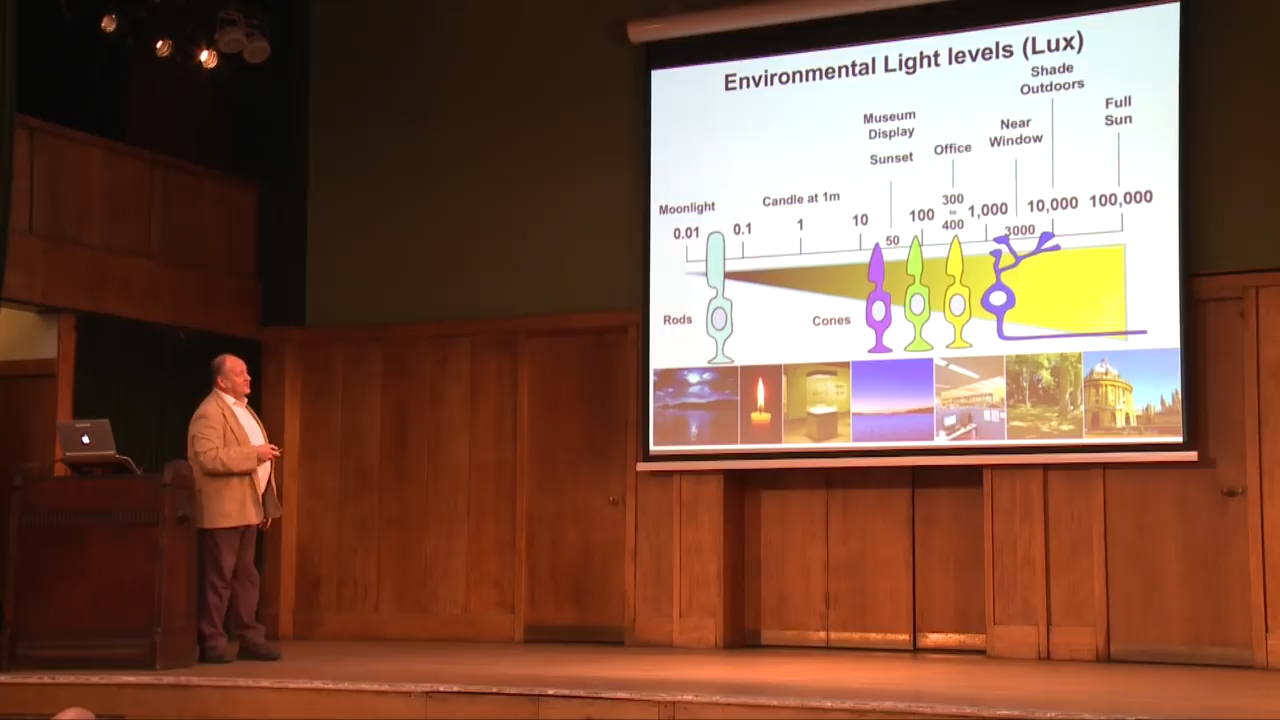 Environmental Light levels (Lux)
Shade
Outdoors
Full
Sun
Museum
Display
Near
Window
Sunset
Office
Candle at 1m
Moonlight
0.01
0.1
1
10
50
100
300
to
400
1,000
3000
10,000
100,000
Rods
Cones